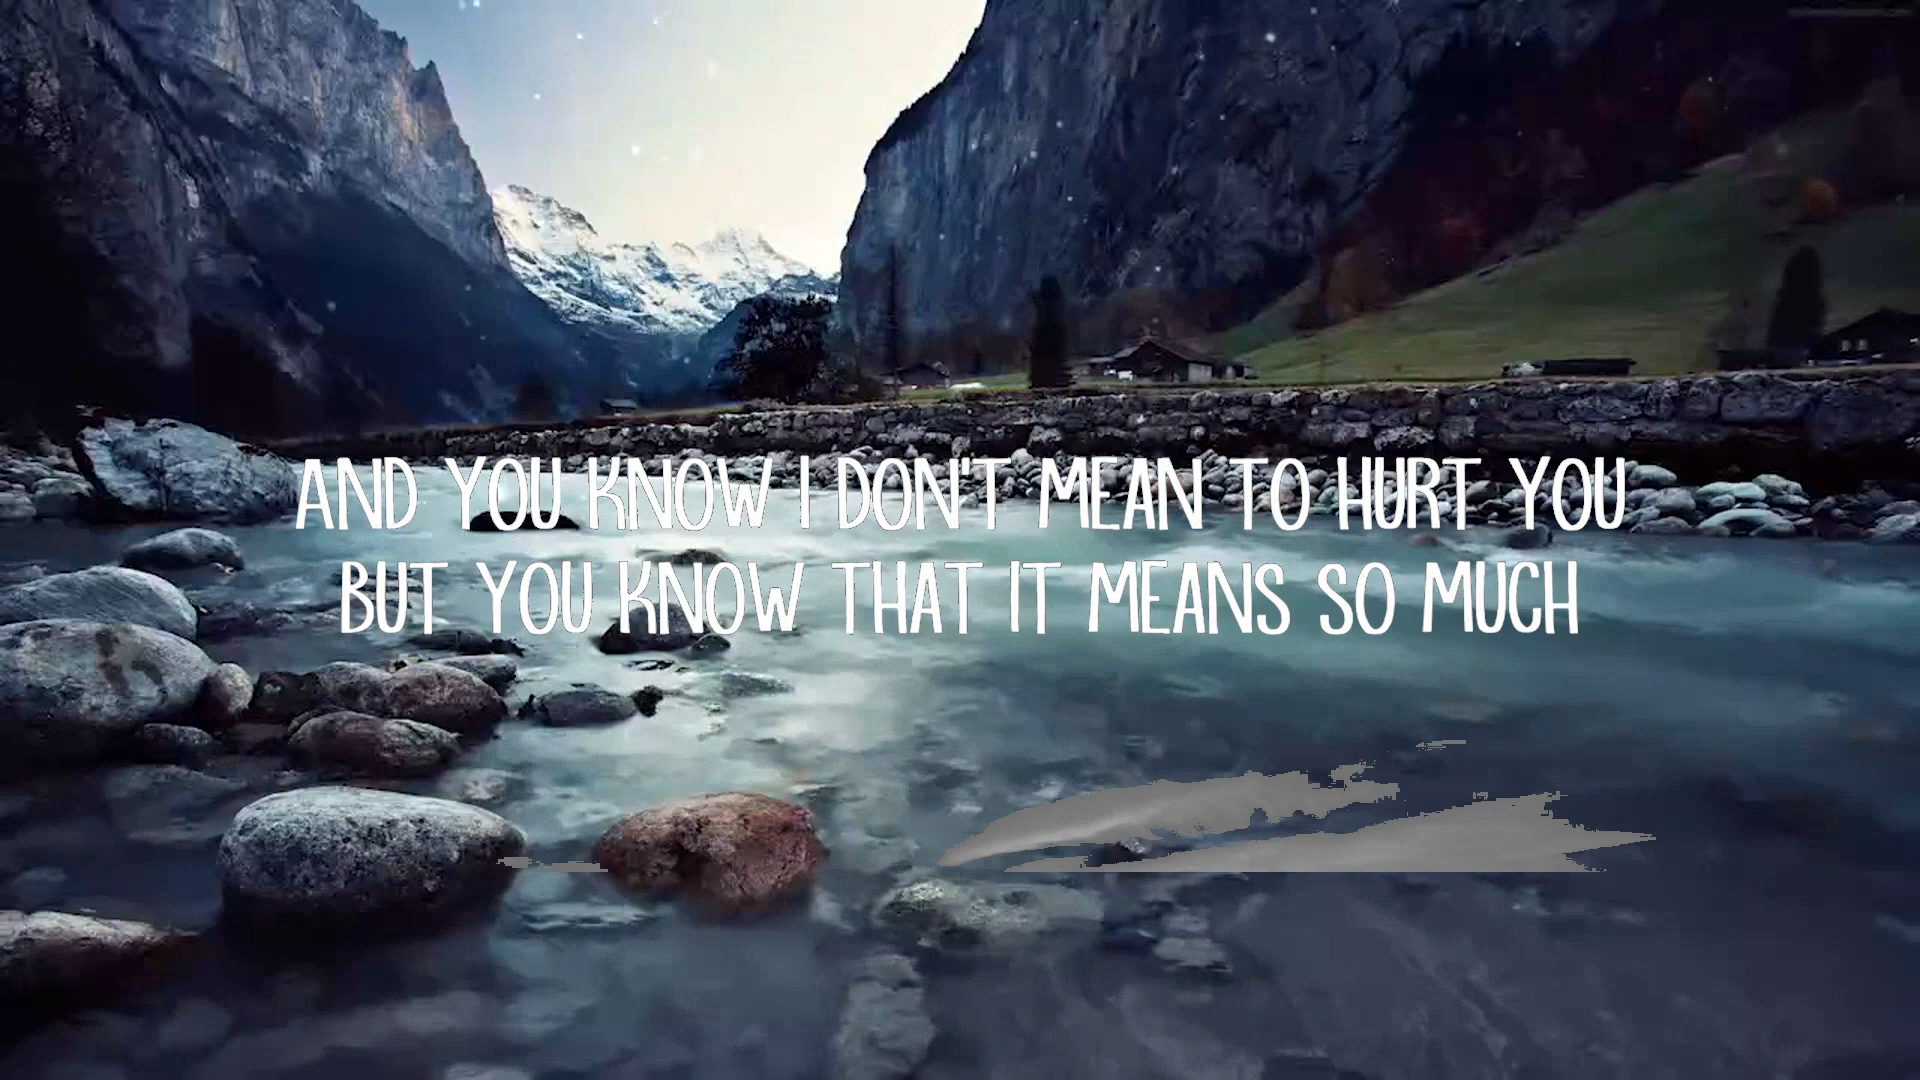 AND YOU KNOW I DON'T MEAN TO HURT YOU
BUT YOU KNOW THAT IT MEANS SO MUCH